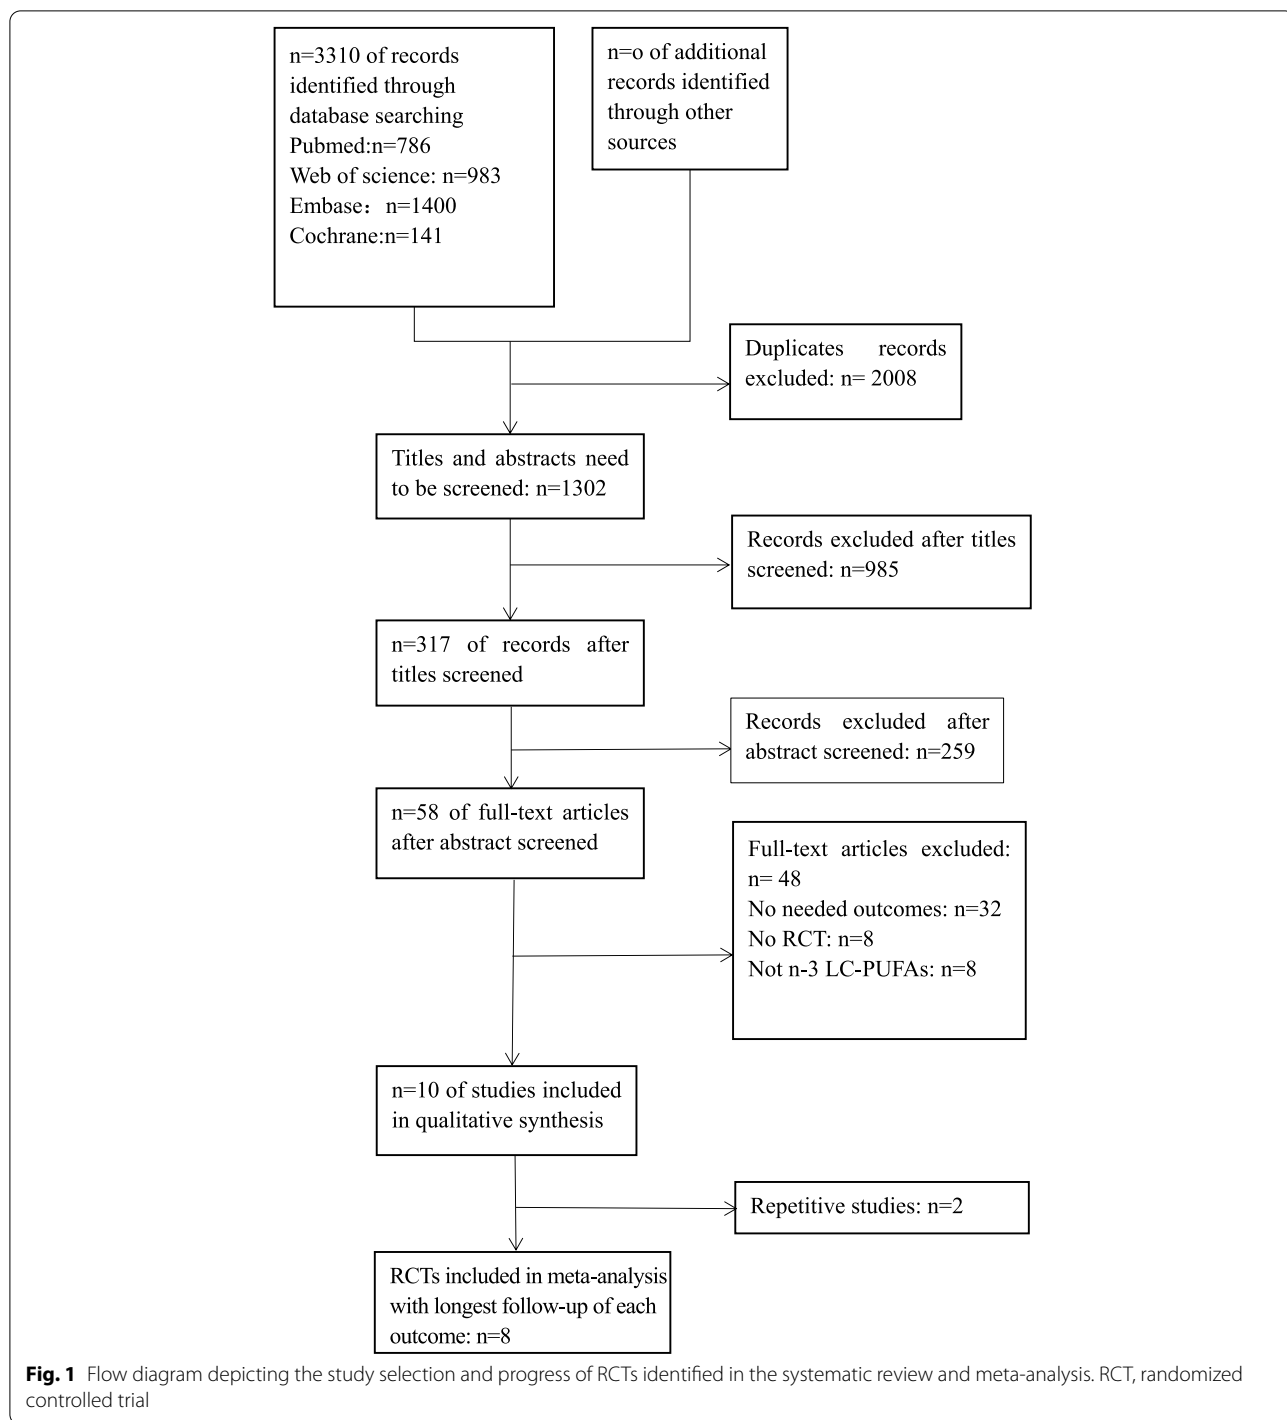 n=3310 of records
identified through
database searching
Pubmed:n=786
Web of science: n=983
Embase：n=1400
Cochrane:n=141
n=o of additional
records identified
through other
sources
Duplicates records
excluded: n= 2008
Titles and abstracts need
to be screened: n=1302
Records excluded after titles
screened: n=985
n=317 of records after
titles screened
Records excluded after
abstract screened: n=259
n=58 of full-text articles
after abstract screened
Full-text articles excluded:
n= 48
No needed outcomes: n=32
No RCT: n=8
Not n-3 LC-PUFAs: n=8
n=10 of studies included
in qualitative synthesis
Repetitive studies: n=2
RCTs included in meta-analysis
with longest follow-up of each
outcome: n=8
Fig. 1 Flow diagram depicting the study selection and progress of RCTs identified in the systematic review and meta-analysis. RCT, randomized
controlled trial